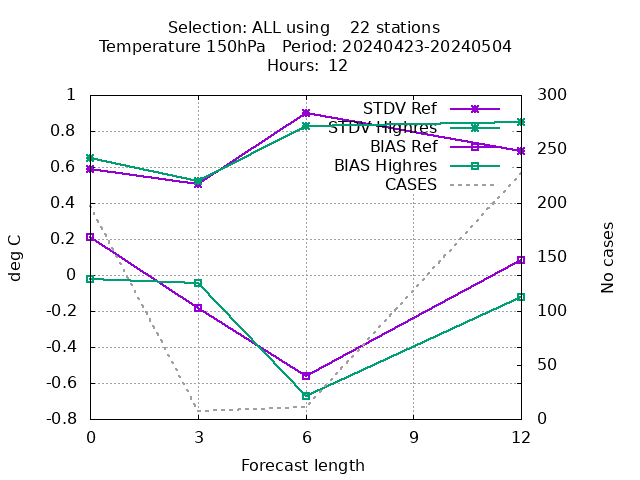 Selection: ALL using    22 stations
Temperature 150hPa   Period: 20240423-20240504
Hours: 12
1
0.8
0.6
0.4
0.2
0
-0.2
-0.4
-0.6
-0.8
deg C
STDV Ref
STDV Highres
BIAS Ref
BIAS Highres
CASES
300
250
200
150
100
50
0
No cases
0 3 6 9 12
Forecast length